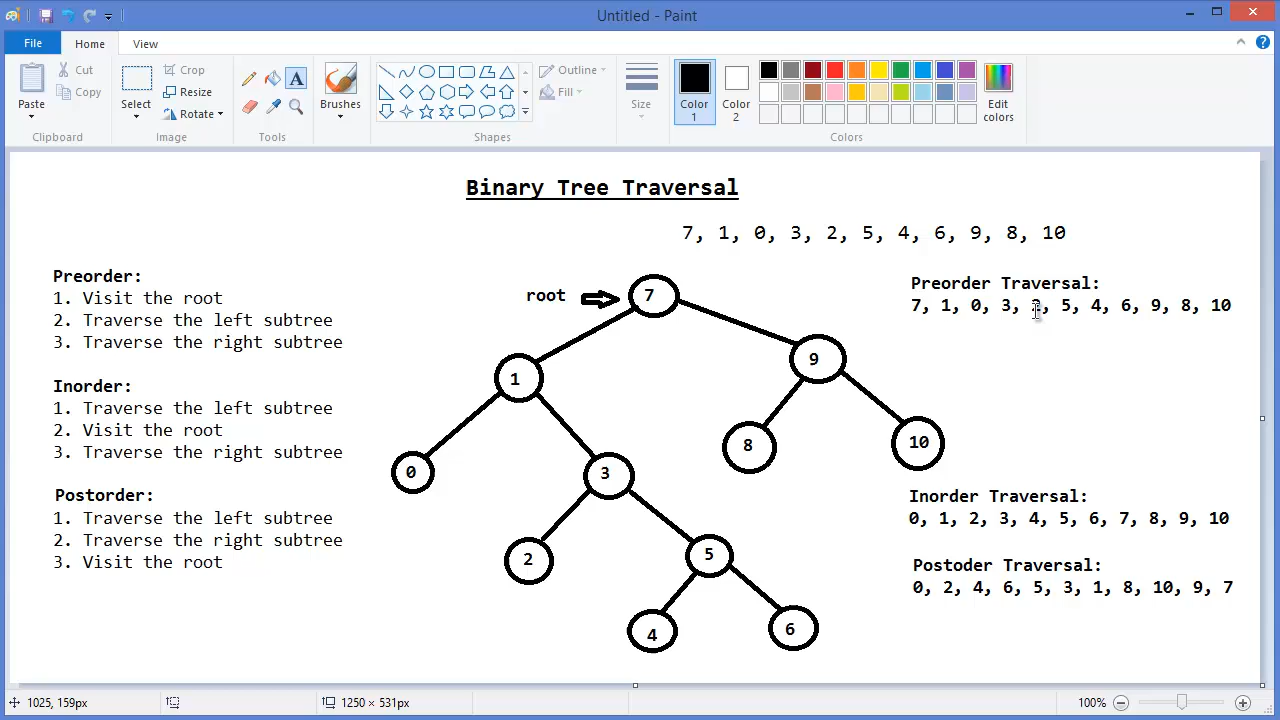 Untitled - Paint
File
Home
View
Paste
Cut
Copy
Clipboard
Select
Crop
Resize
Rotate
Image
Tools
Brushes
Outline
Fill
Shapes
Size
Color 1
Color 2
Edit colors
Colors
Binary Tree Traversal
7, 1, 0, 3, 2, 5, 4, 6, 9, 8, 10
Preorder:
1. Visit the root
2. Traverse the left subtree
3. Traverse the right subtree
Inorder:
1. Traverse the left subtree
2. Visit the root
3. Traverse the right subtree
Postorder:
1. Traverse the left subtree
2. Traverse the right subtree
3. Visit the root
root
7
1
9
0
3
8
10
2
5
4
6
Preorder Traversal:
7, 1, 0, 3, 2, 5, 4, 6, 9, 8, 10
Inorder Traversal:
0, 1, 2, 3, 4, 5, 6, 7, 8, 9, 10
Postoder Traversal:
0, 2, 4, 6, 5, 3, 1, 8, 10, 9, 7
1025, 159px
1250 × 531px
100%